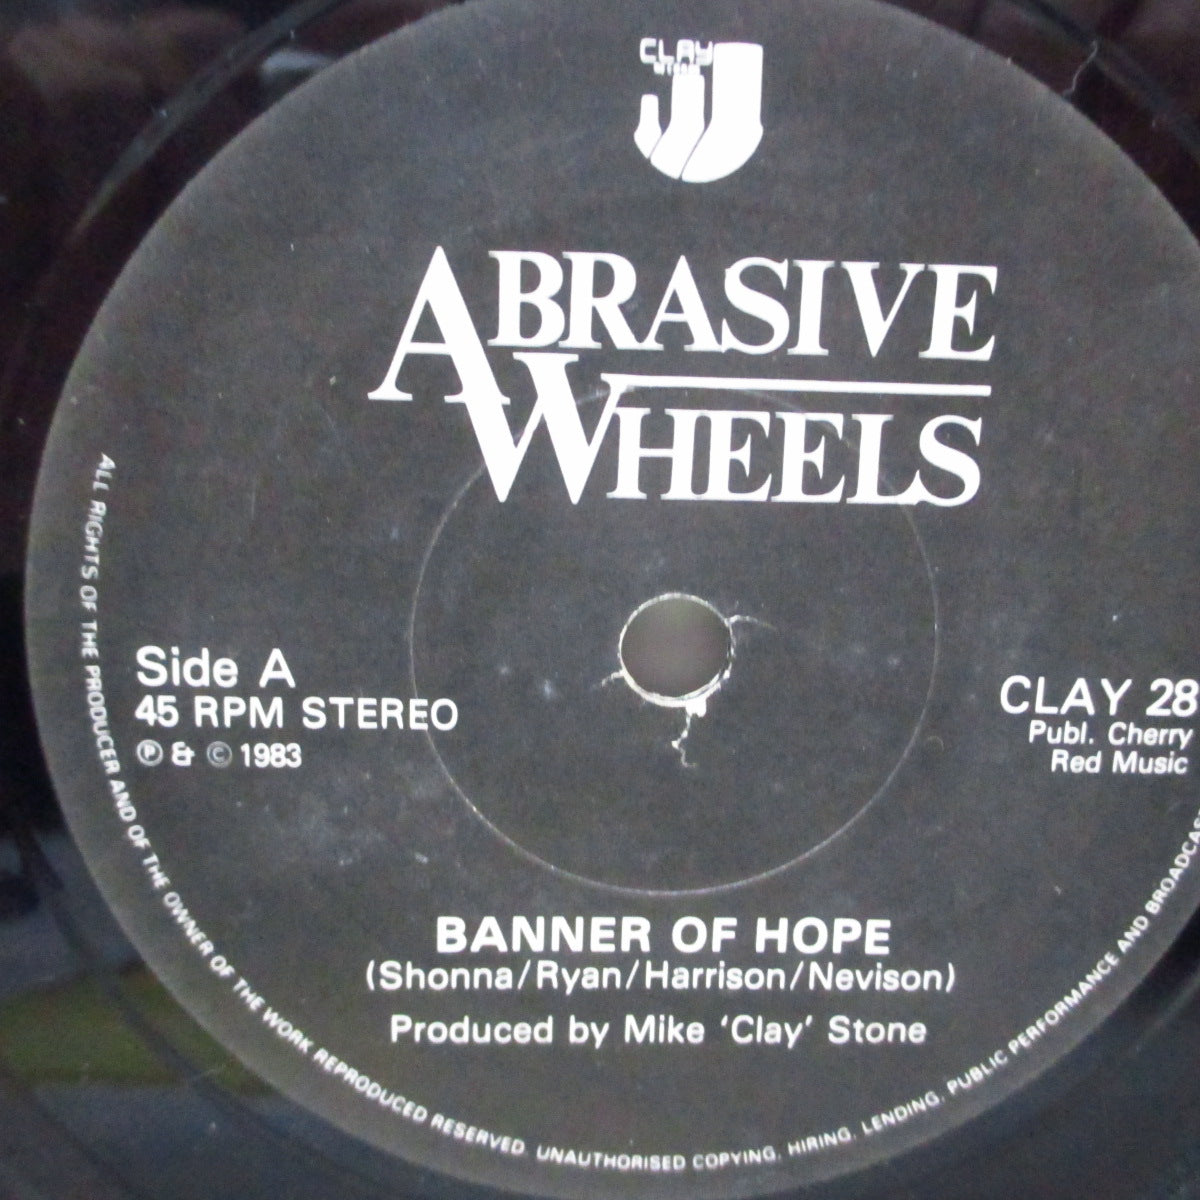 CLAY
ABRASIVE
WHEELS
Side A
45 RPM STEREO
Ⓟ & © 1983
CLAY 28
Publ. Cherry
Red Music
BANNER OF HOPE
(Shonna/Ryan/Harrison/Nevison)
Produced by Mike ‘Clay’ Stone
ALL RIGHTS OF THE PRODUCER AND OF THE OWNER OF THE WORK REPRODUCED RESERVED. UNAUTHORISED COPYING, HIRING, LENDING, PUBLIC PERFORMANCE AND BROADCAS